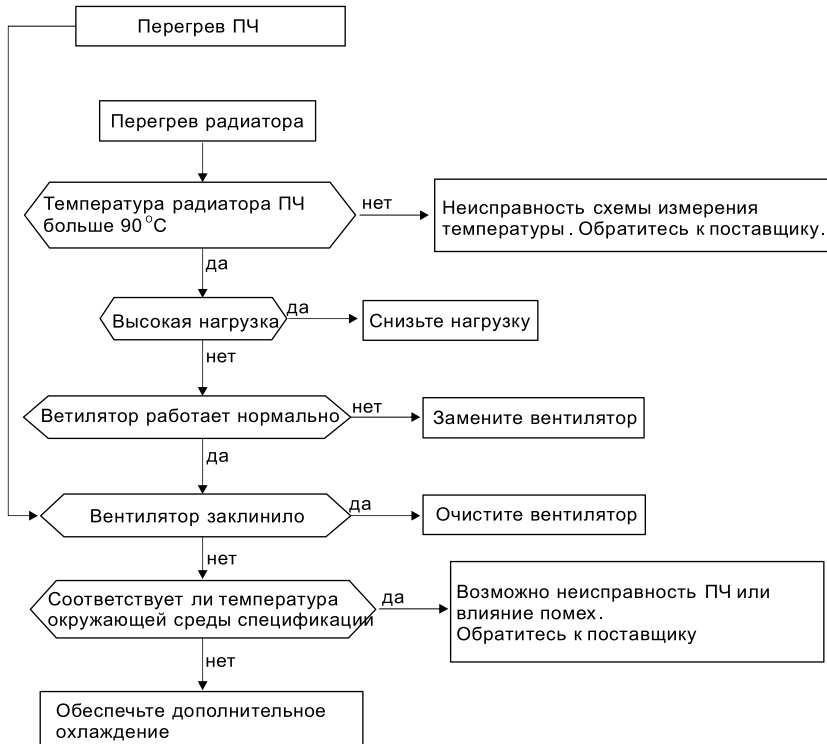 Перегрев ПЧ
Перегрев радиатора
Температура радиатора ПЧ
больше 90°С
нет
Неисправность схемы измерения
температуры. Обратитесь к поставщику.
да
Высокая нагрузка
да
Снизьте нагрузку
нет
Ветилятор работает нормально
нет
Замените вентилятор
да
Вентилятор заклинило
да
Очистите вентилятор
нет
Соответствует ли температура
окружающей среды спецификации
да
Возможно неисправность ПЧ или
влияние помех.
Обратитесь к поставщику
нет
Обеспечьте дополнительное
охлаждение